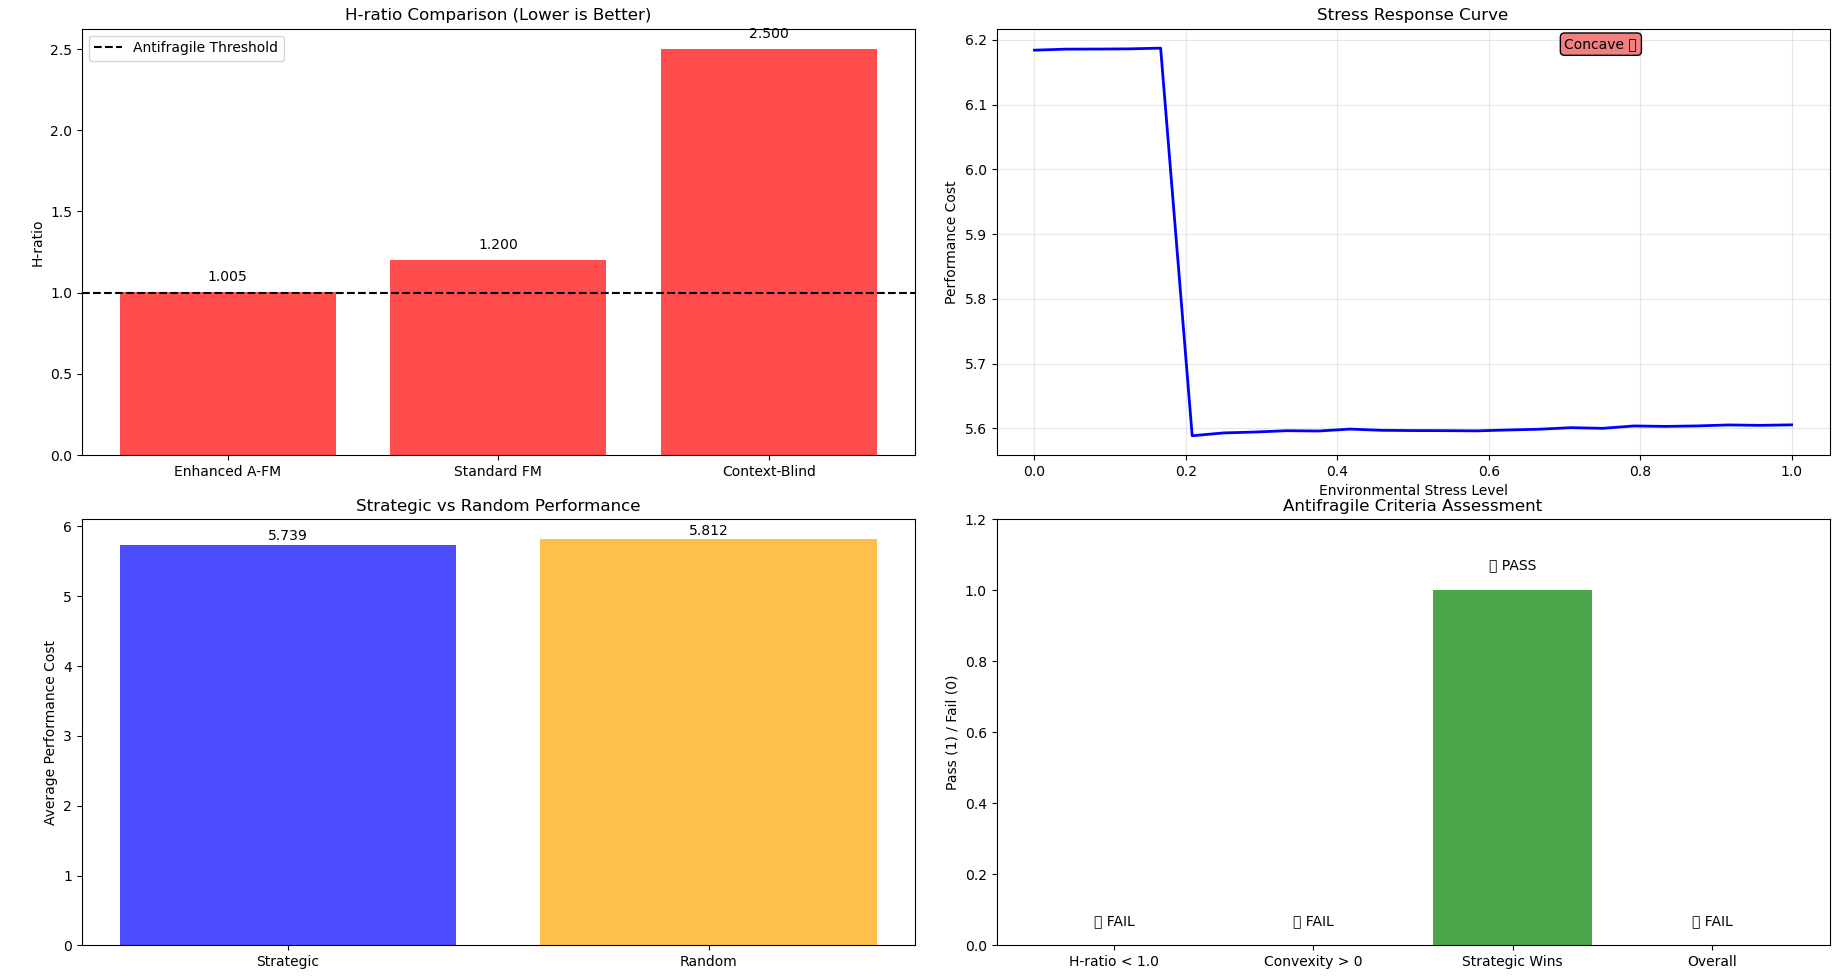 H-ratio Comparison (Lower is Better)
H-ratio
2.5
2.0
1.5
1.0
0.5
0.0
Antifragile Threshold
1.005
1.200
2.500
Enhanced A-FM
Standard FM
Context-Blind
Stress Response Curve
Performance Cost
6.2
6.1
6.0
5.9
5.8
5.7
5.6
Concave
0.0
0.2
0.4
0.6
0.8
1.0
Environmental Stress Level
Strategic vs Random Performance
Average Performance Cost
6
5
4
3
2
1
0
5.739
5.812
Strategic
Random
Antifragile Criteria Assessment
Pass (1) / Fail (0)
1.2
1.0
0.8
0.6
0.4
0.2
0.0
FAIL
FAIL
PASS
FAIL
H-ratio < 1.0
Convexity > 0
Strategic Wins
Overall